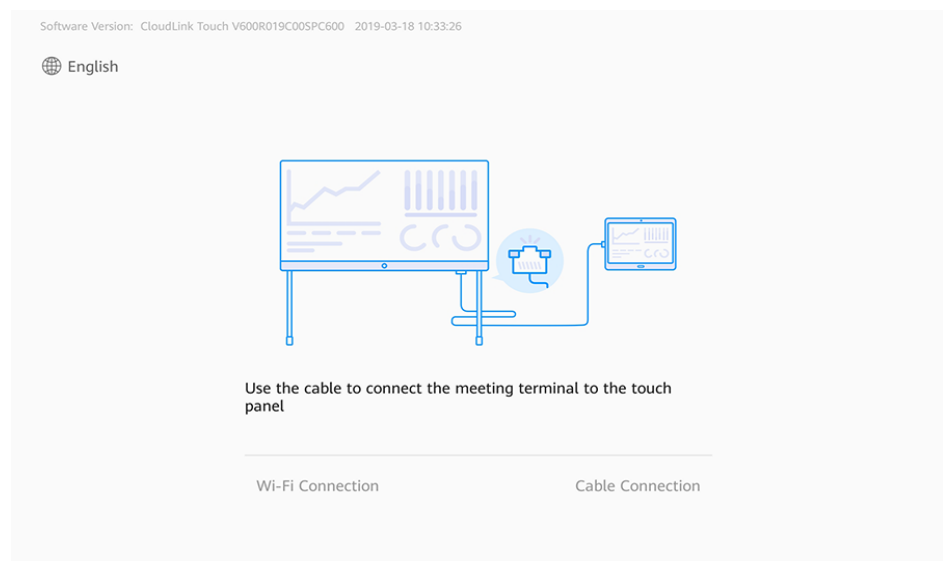 Software Version: CloudLink Touch V600R019C00SPC600 2019-03-18 10:33:26
English
Use the cable to connect the meeting terminal to the touch
panel
Wi-Fi Connection
Cable Connection